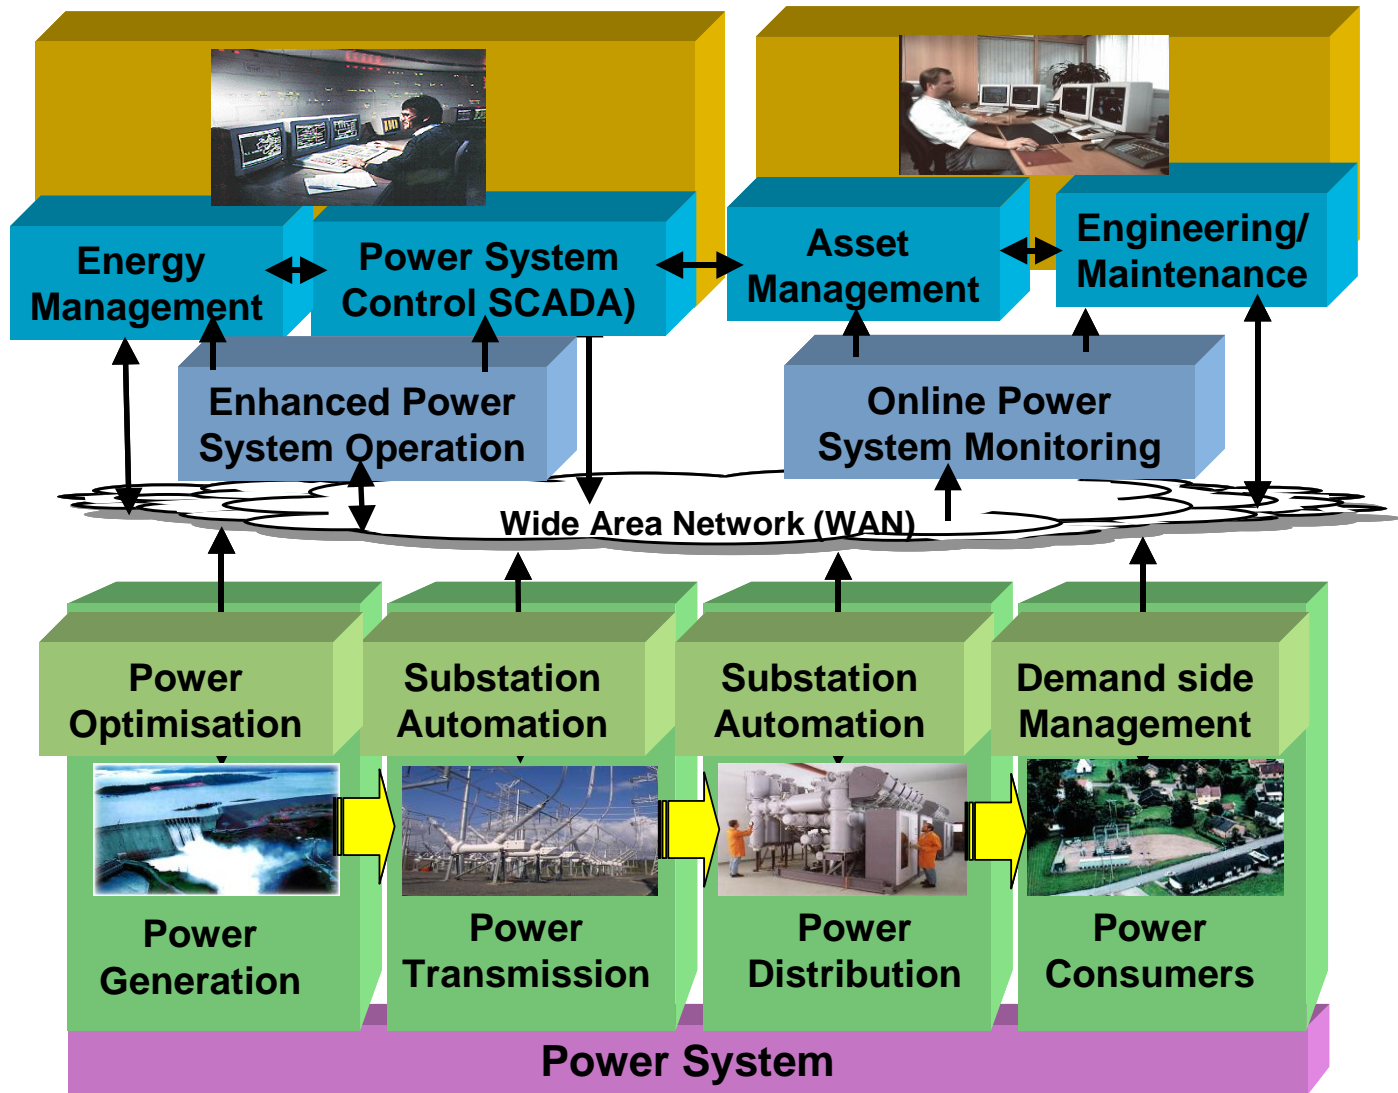 Energy
Management
Power System
Control SCADA)
Asset
Management
Engineering/
Maintenance
Enhanced Power
System Operation
Online Power
System Monitoring
Wide Area Network (WAN)
Power
Optimisation
Substation
Automation
Substation
Automation
Demand side
Management
Power
Generation
Power
Transmission
Power
Distribution
Power
Consumers
Power System